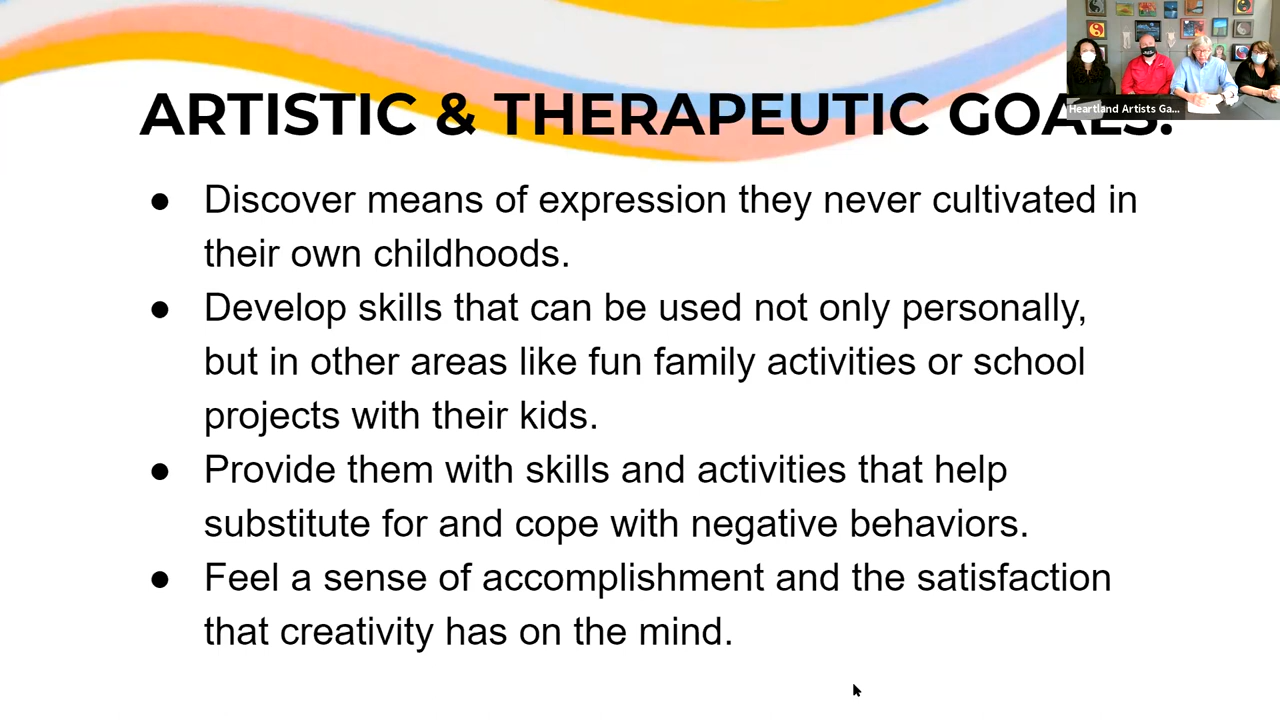 ARTISTIC & THERAPEUTIC GOALS:
Heartland Artists Ga...
● Discover means of expression they never cultivated in
their own childhoods.
● Develop skills that can be used not only personally,
but in other areas like fun family activities or school
projects with their kids.
● Provide them with skills and activities that help
substitute for and cope with negative behaviors.
● Feel a sense of accomplishment and the satisfaction
that creativity has on the mind.